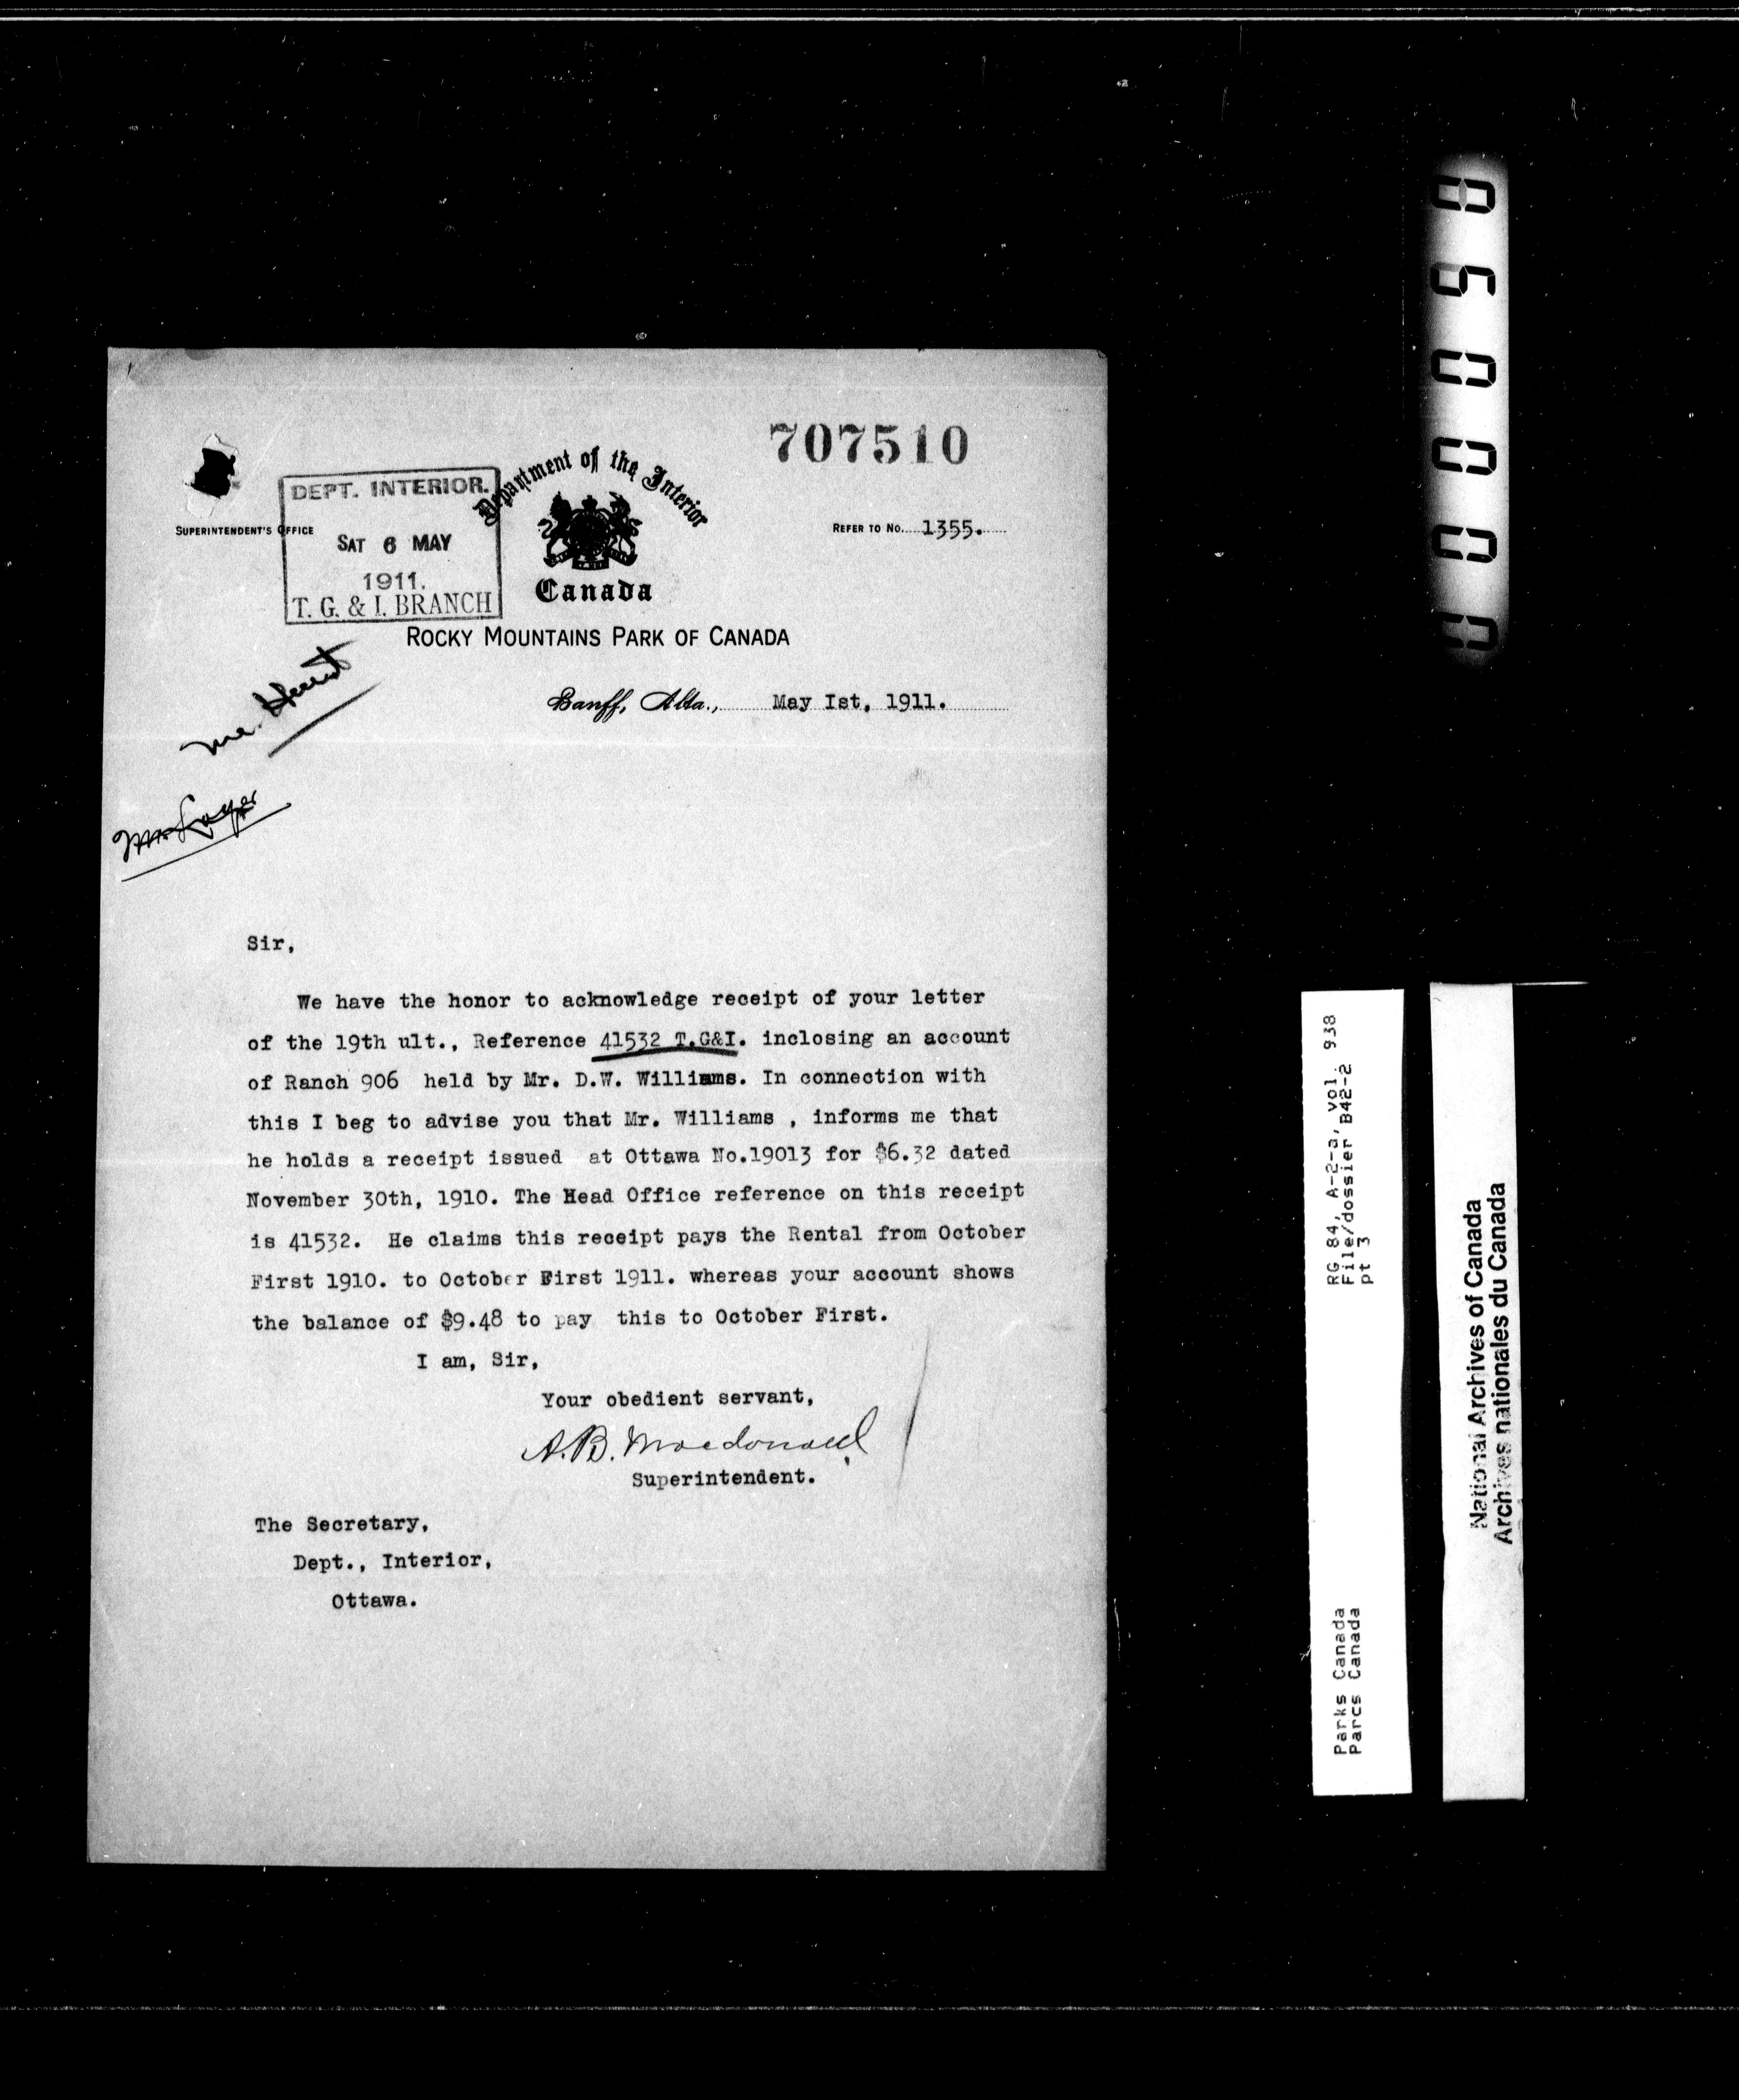 707510
DEPT. INTERIOR.
SAT 6 MAY
1911.
T. G. & I. BRANCH
Department of the Interior
SUPERINTENDENT'S OFFICE
REFER TO NO. 1355.
Canada
ROCKY MOUNTAINS PARK OF CANADA
Banff, Alta., May Ist, 1911.
Mr.
Mr.
Sir,
We have the honor to acknowledge receipt of your letter
of the 19th ult., Reference 41532 T.G&I. inclosing an account
of Ranch 906 held by Mr. D.W. Williams. In connection with
this I beg to advise you that Mr. Williams , informs me that
he holds a receipt issued at Ottawa No.19013 for $6.32 dated
November 30th, 1910. The Head Office reference on this receipt
is 41532. He claims this receipt pays the Rental from October
First 1910. to October First 1911. whereas your account shows
the balance of $9.48 to pay this to October First.
I am, Sir,
Your obedient servant,
A.B. Macdonald
Superintendent.
The Secretary,
Dept., Interior,
Ottawa.
000050
RG 84, A-2-a, vol. 938
File/dossier B42-2
pt 3
Parks Canada
Parcs Canada
National Archives of Canada
Archives nationales du Canada